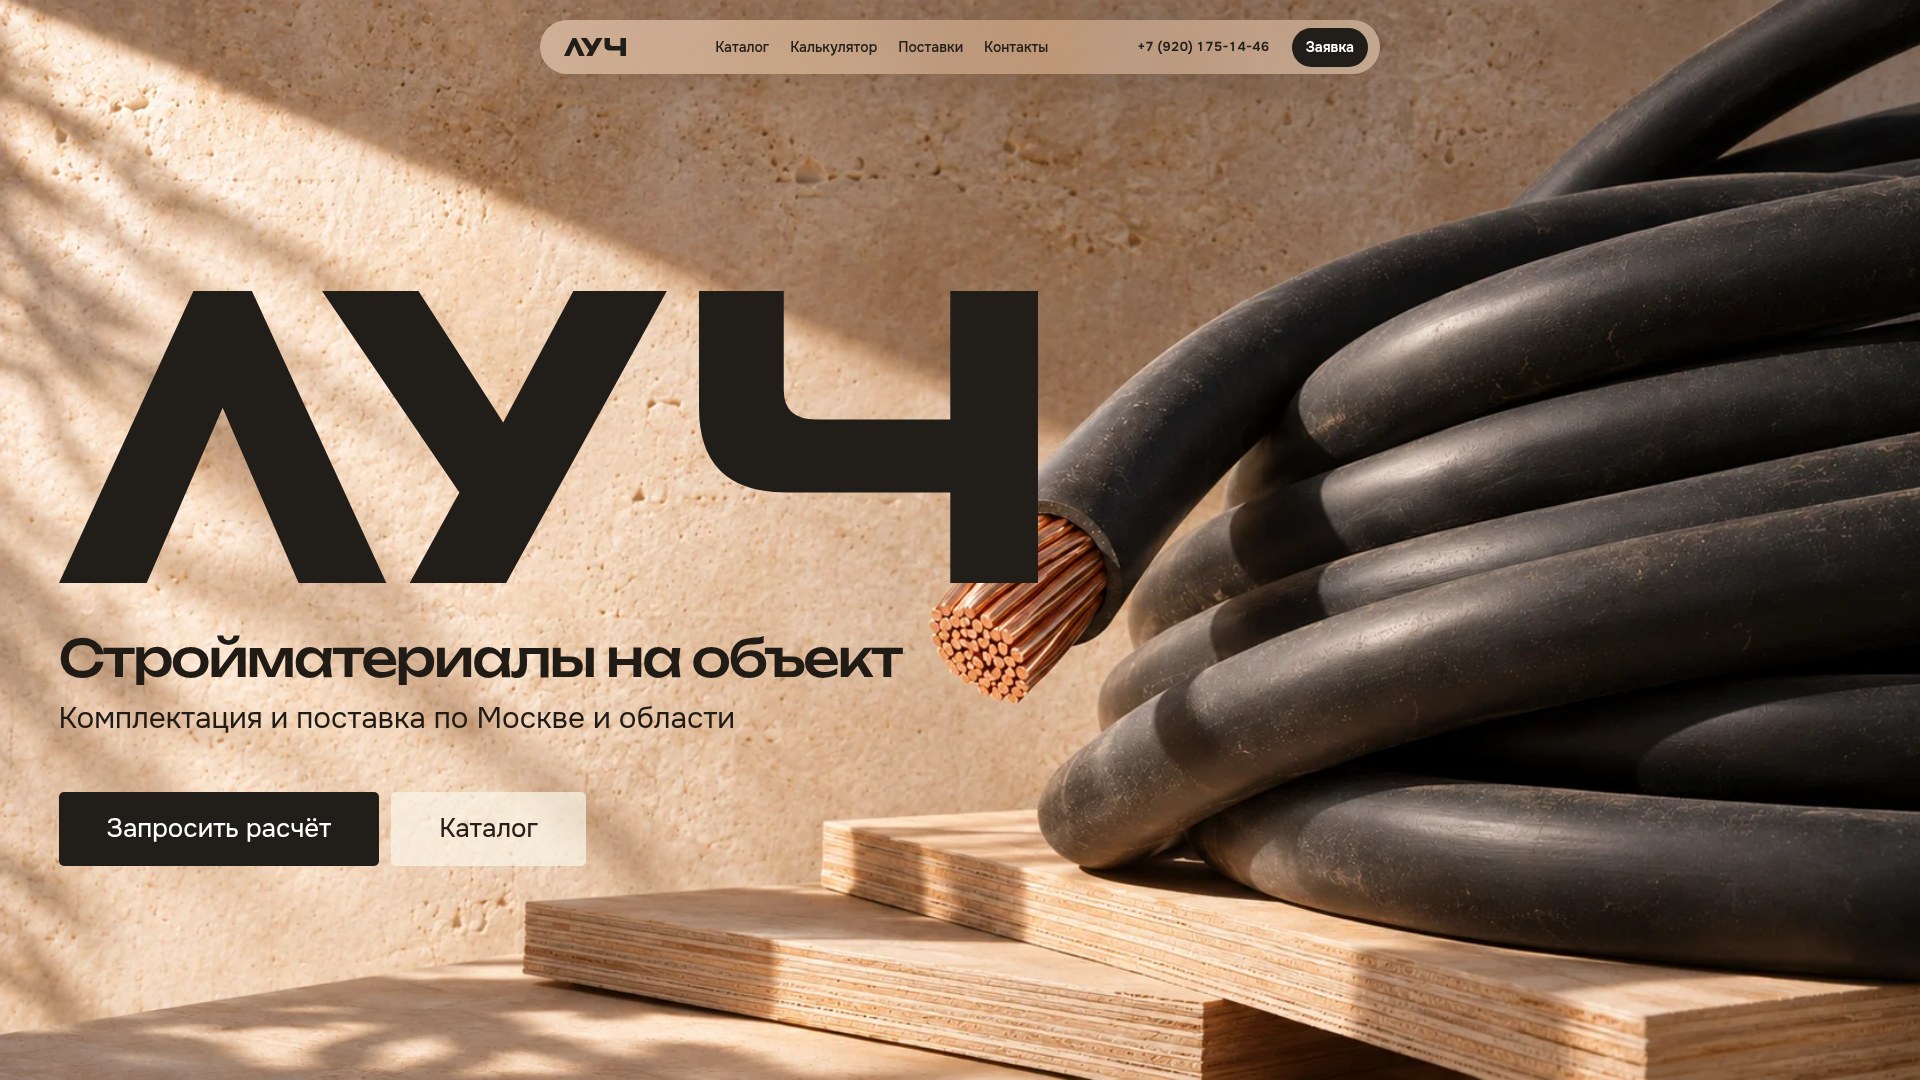 ЛУЧ
Каталог
Калькулятор
Поставки
Контакты
+7 (920) 175-14-46
Заявка
ЛУЧ
Стройматериалы на объект
Комплектация и поставка по Москве и области
Запросить расчёт
Каталог